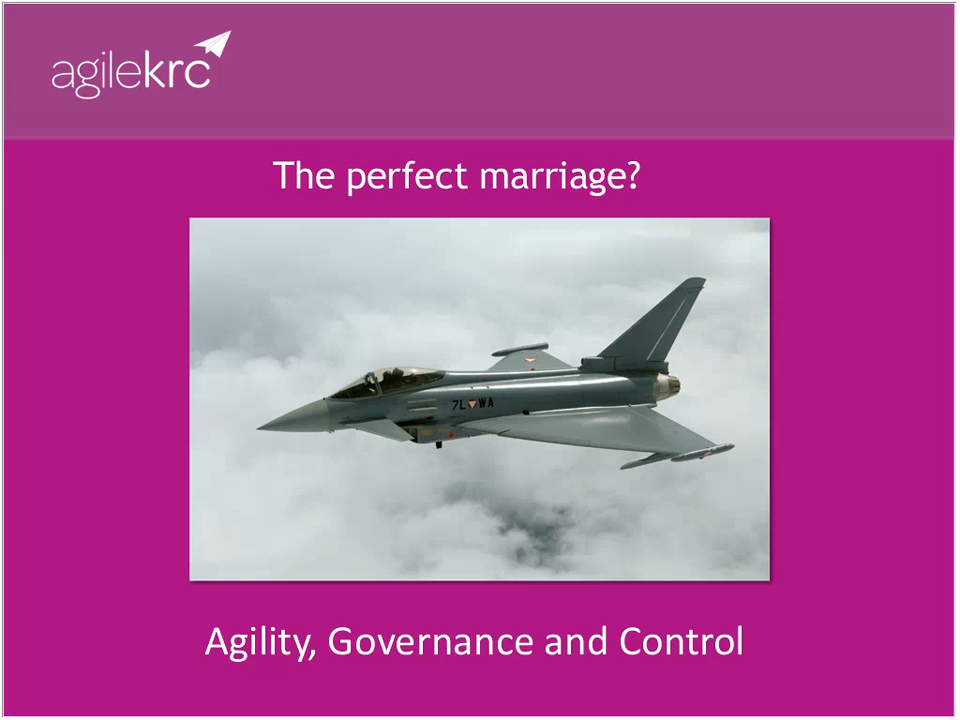 agilekrc
The perfect marriage?
7L WA
Agility, Governance and Control